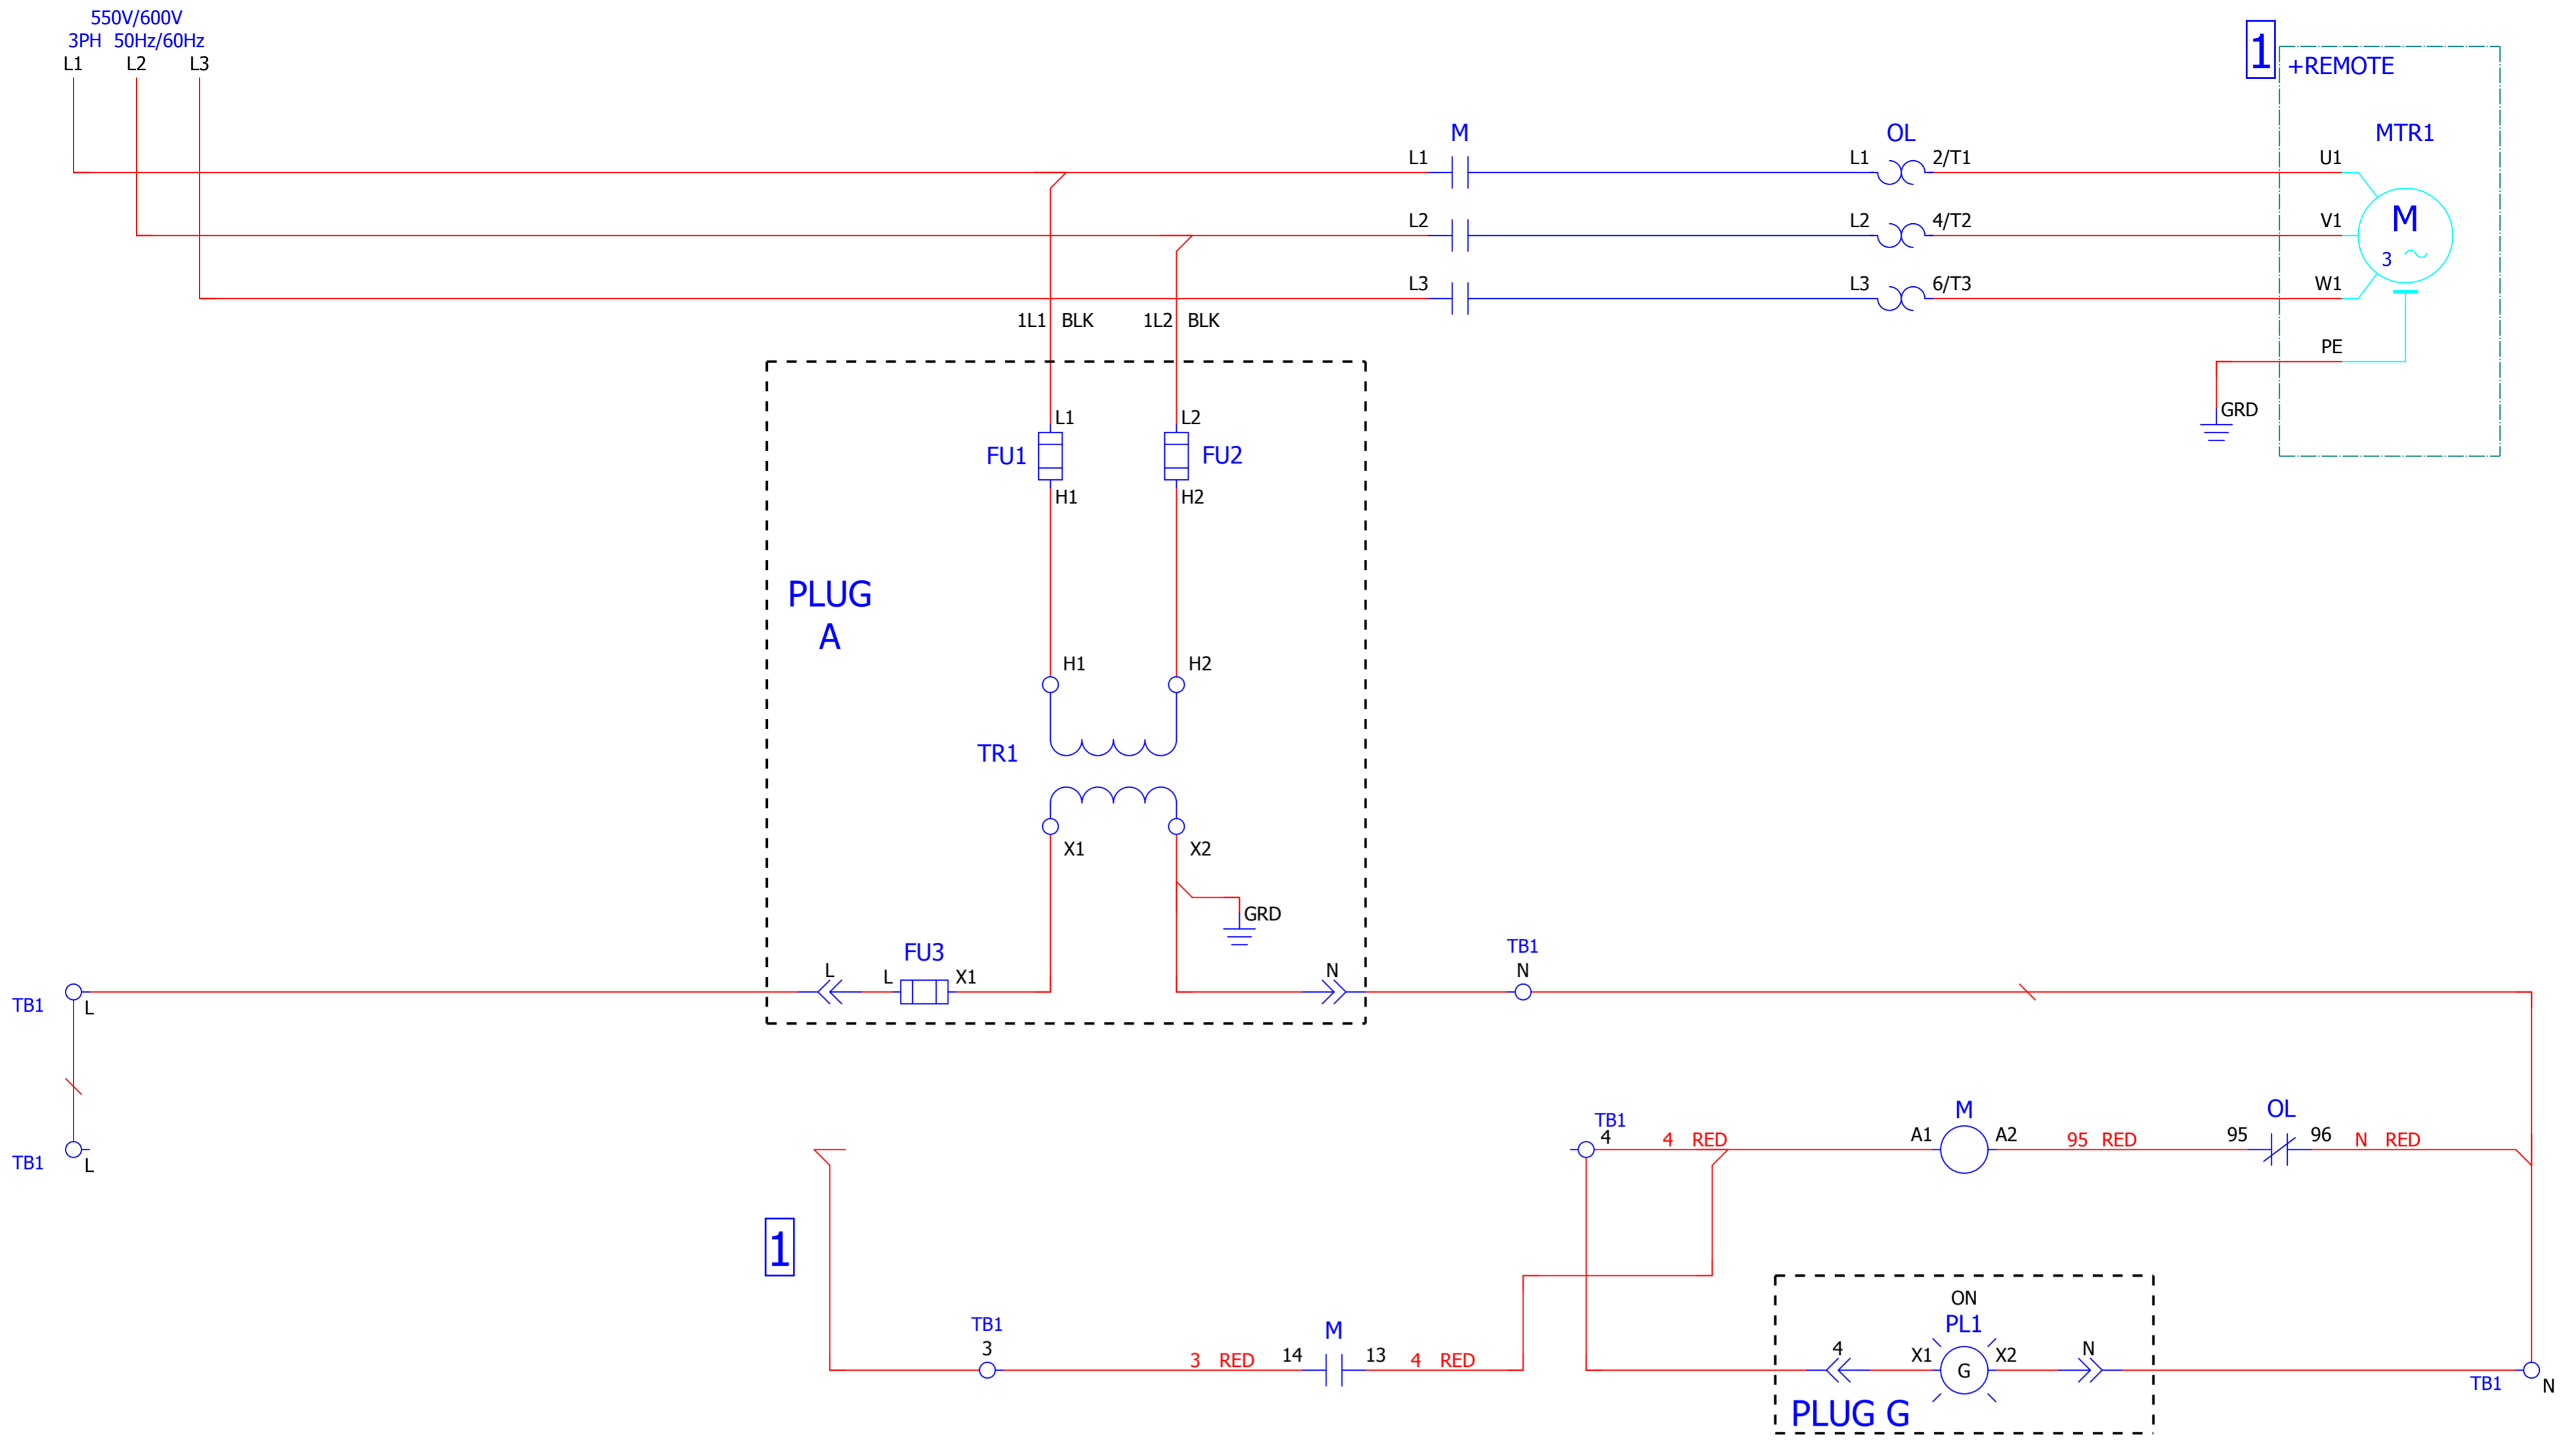 550V/600V
3PH 50Hz/60Hz
L1 L2 L3
1
+REMOTE
M OL MTR1
L1 L1 2/T1 U1
L2 L2 4/T2 V1
M
3
L3 L3 6/T3 W1
1L1 BLK 1L2 BLK
PE
GRD
L1 L2
FU1 FU2
H1 H2
PLUG
A
H1 H2
TR1
X1 X2
GRD
FU3
L L X1 N
TB1
N
TB1 L
TB1 L
TB1
4 4 RED
M
A1 A2 95 RED
OL
95 96 N RED
1
TB1
3
3 RED
M
14 13 4 RED
ON
PL1
4 X1 G X2 N
PLUG G
TB1 N